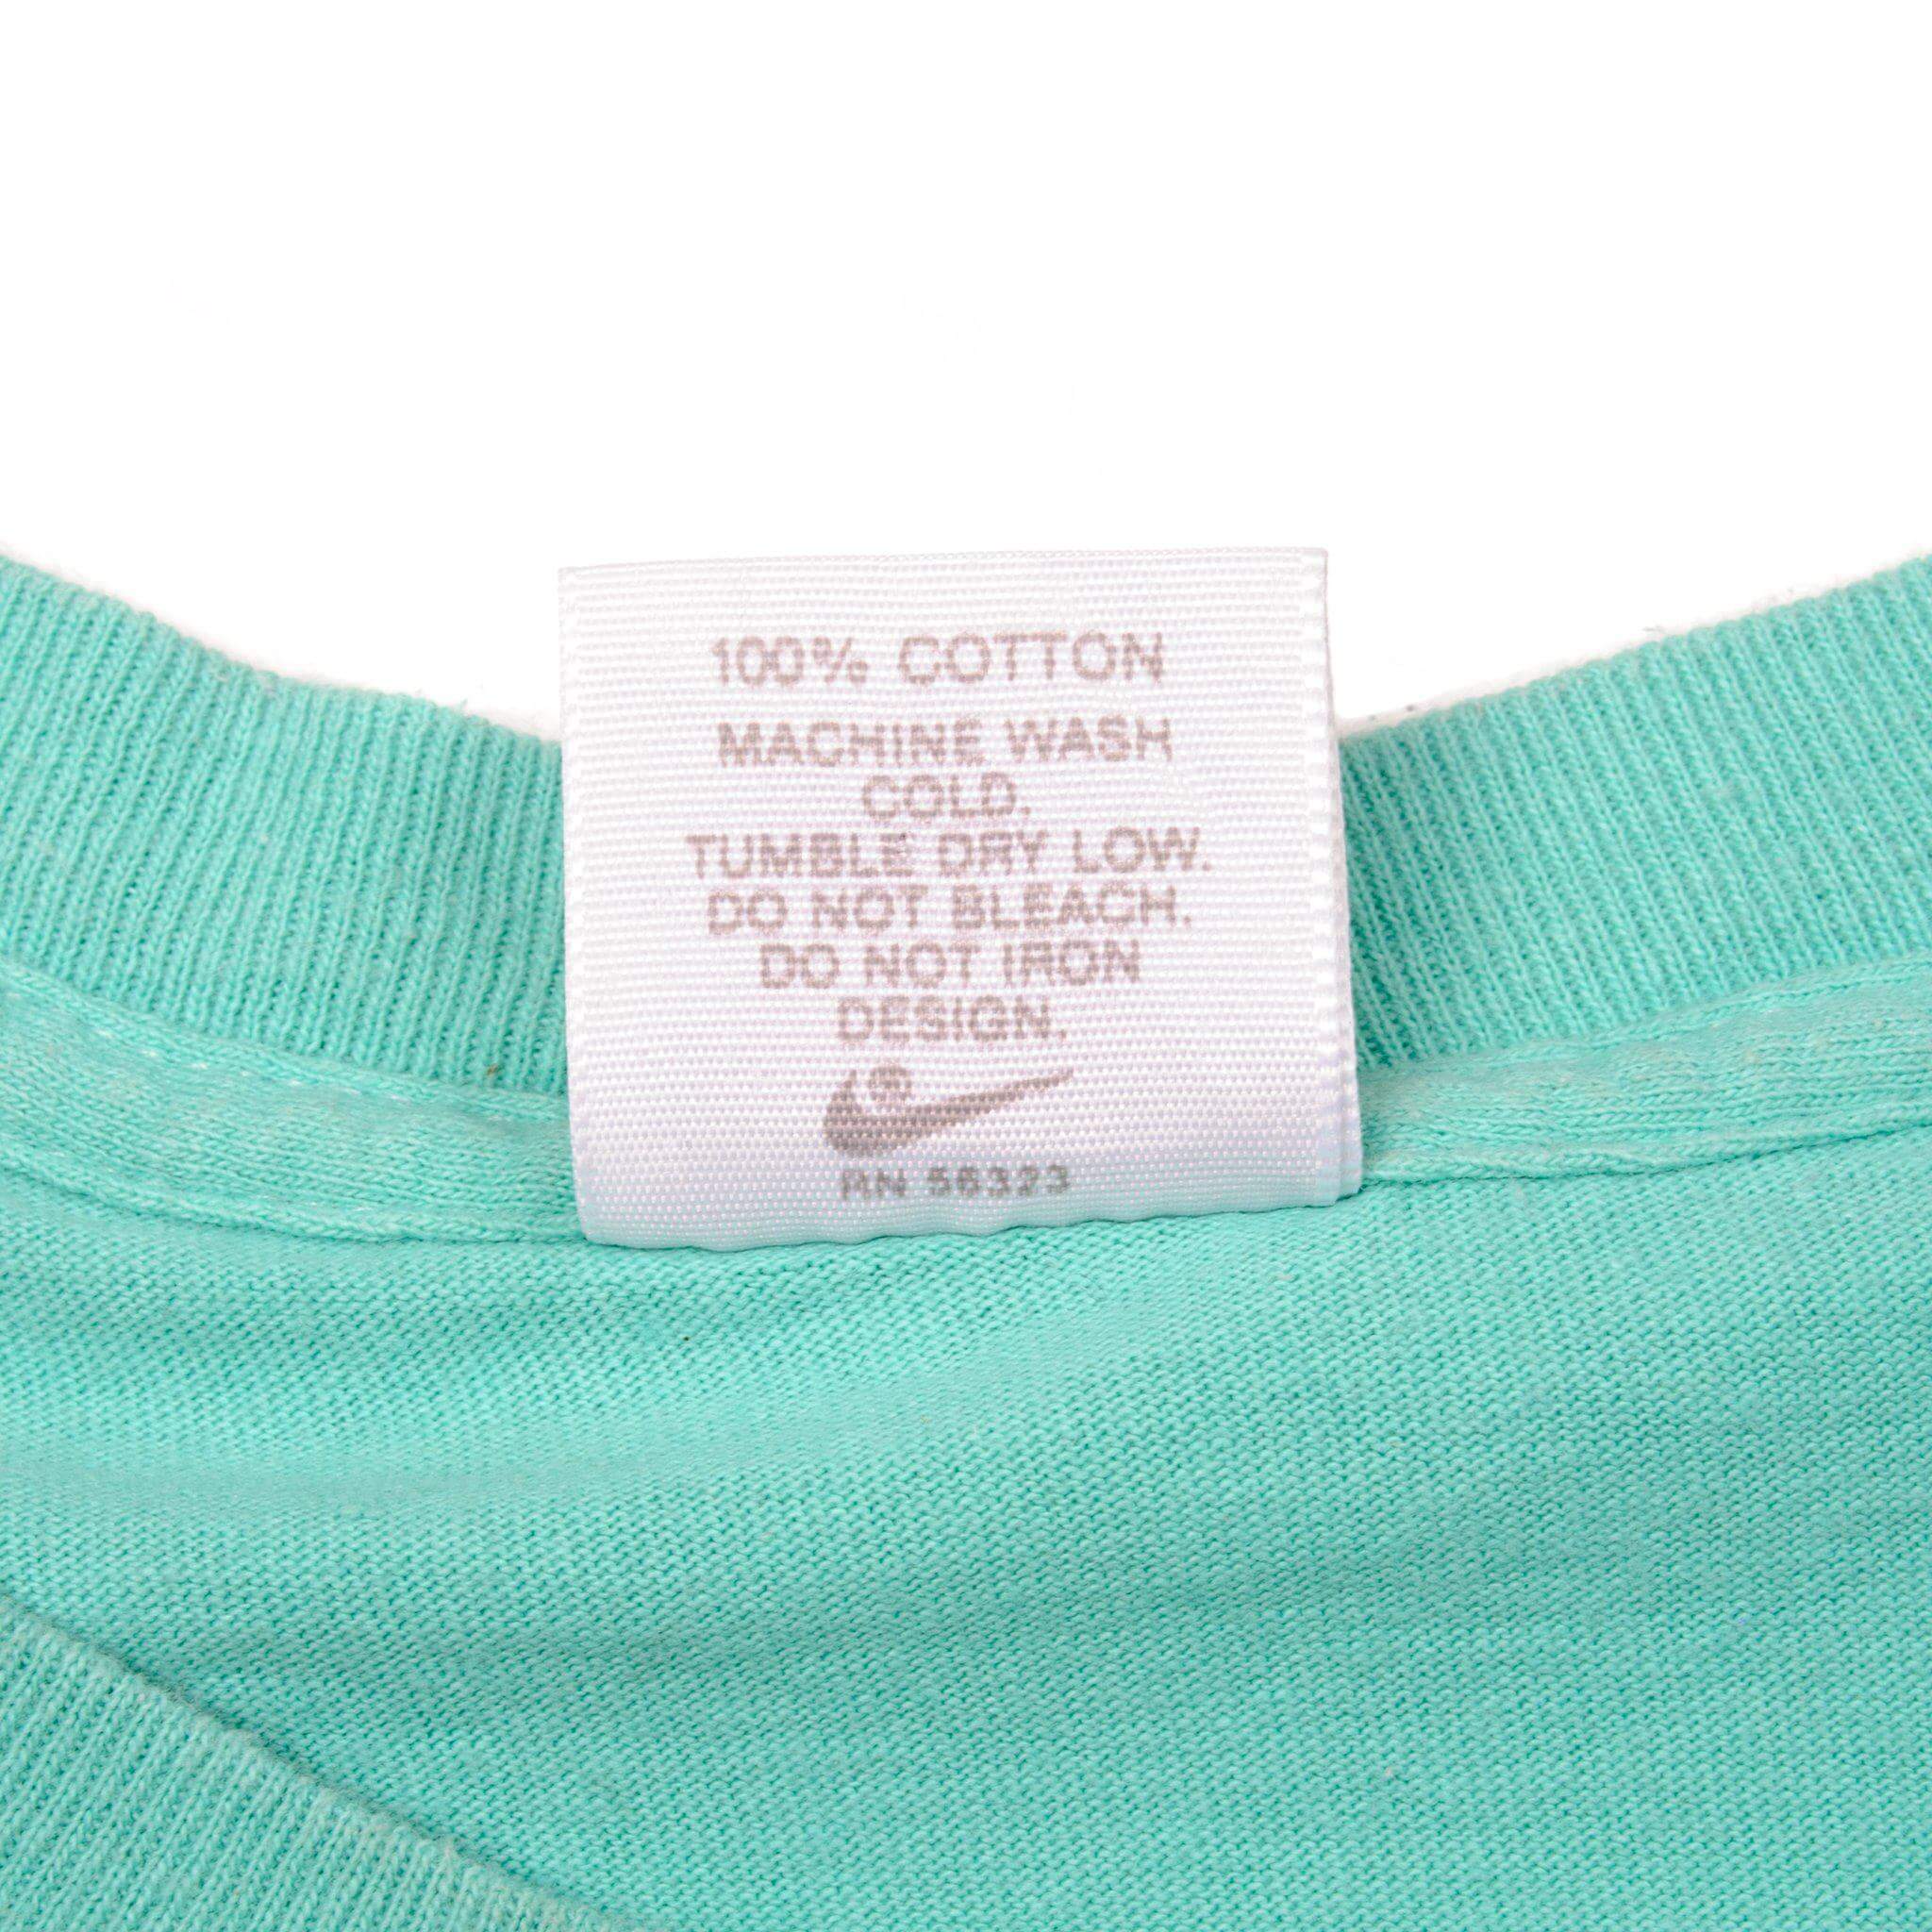 100% COTTON
MACHINE WASH
COLD.
TUMBLE DRY LOW.
DO NOT BLEACH.
DO NOT IRON
DESIGN.
RN 56323